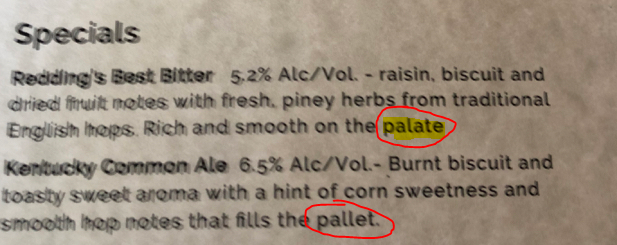 Specials
Redding's Best Bitter 5.2% Alc/Vol. - raisin, biscuit and
dried fruit notes with fresh, piney herbs from traditional
English hops. Rich and smooth on the palate
Kentucky Common Ale 6.5% Alc/Vol.- Burnt biscuit and
toasty sweet aroma with a hint of corn sweetness and
smooth hop notes that fills the pallet.